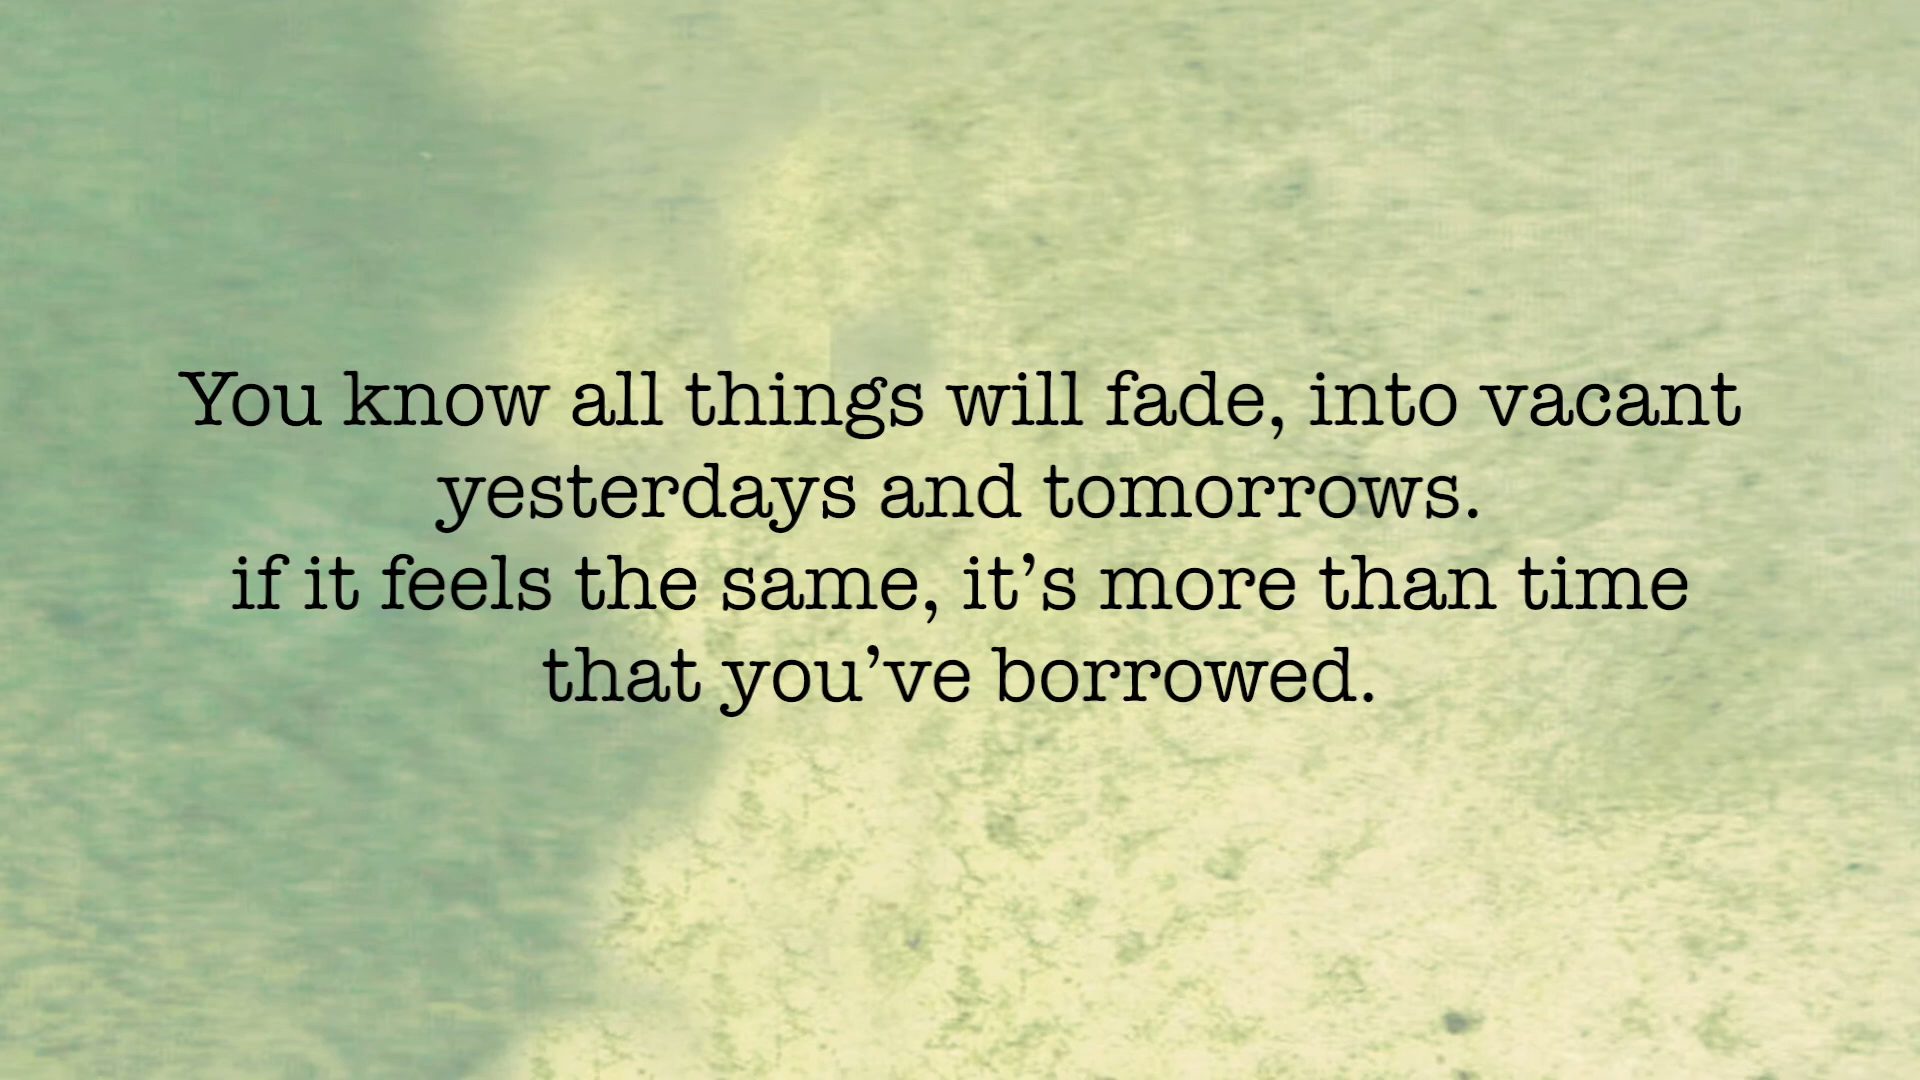 You know all things will fade, into vacant
yesterdays and tomorrows.
if it feels the same, it’s more than time
that you’ve borrowed.